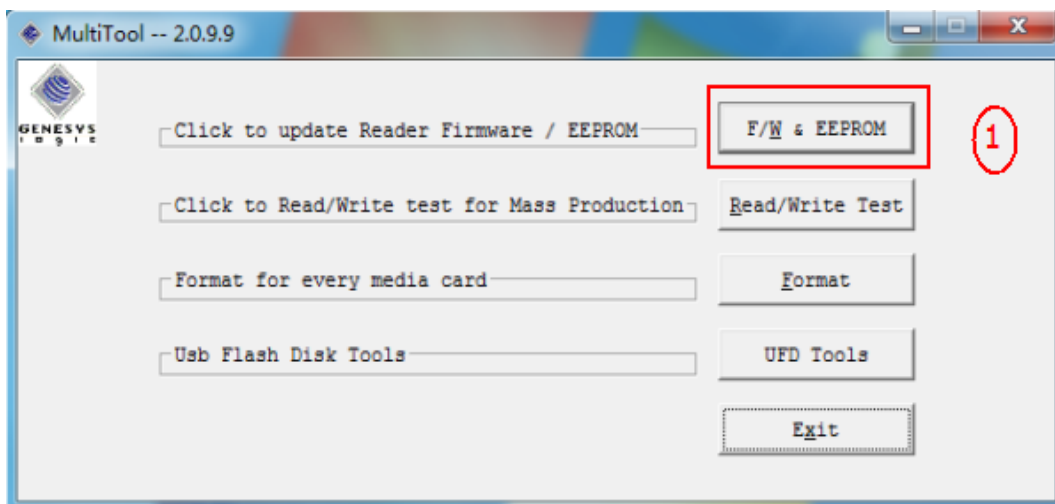 MultiTool -- 2.0.9.9
GENESYS
logic
Click to update Reader Firmware / EEPROM
F/W & EEPROM
1
Click to Read/Write test for Mass Production
Read/Write Test
Format for every media card
Format
Usb Flash Disk Tools
UFD Tools
Exit